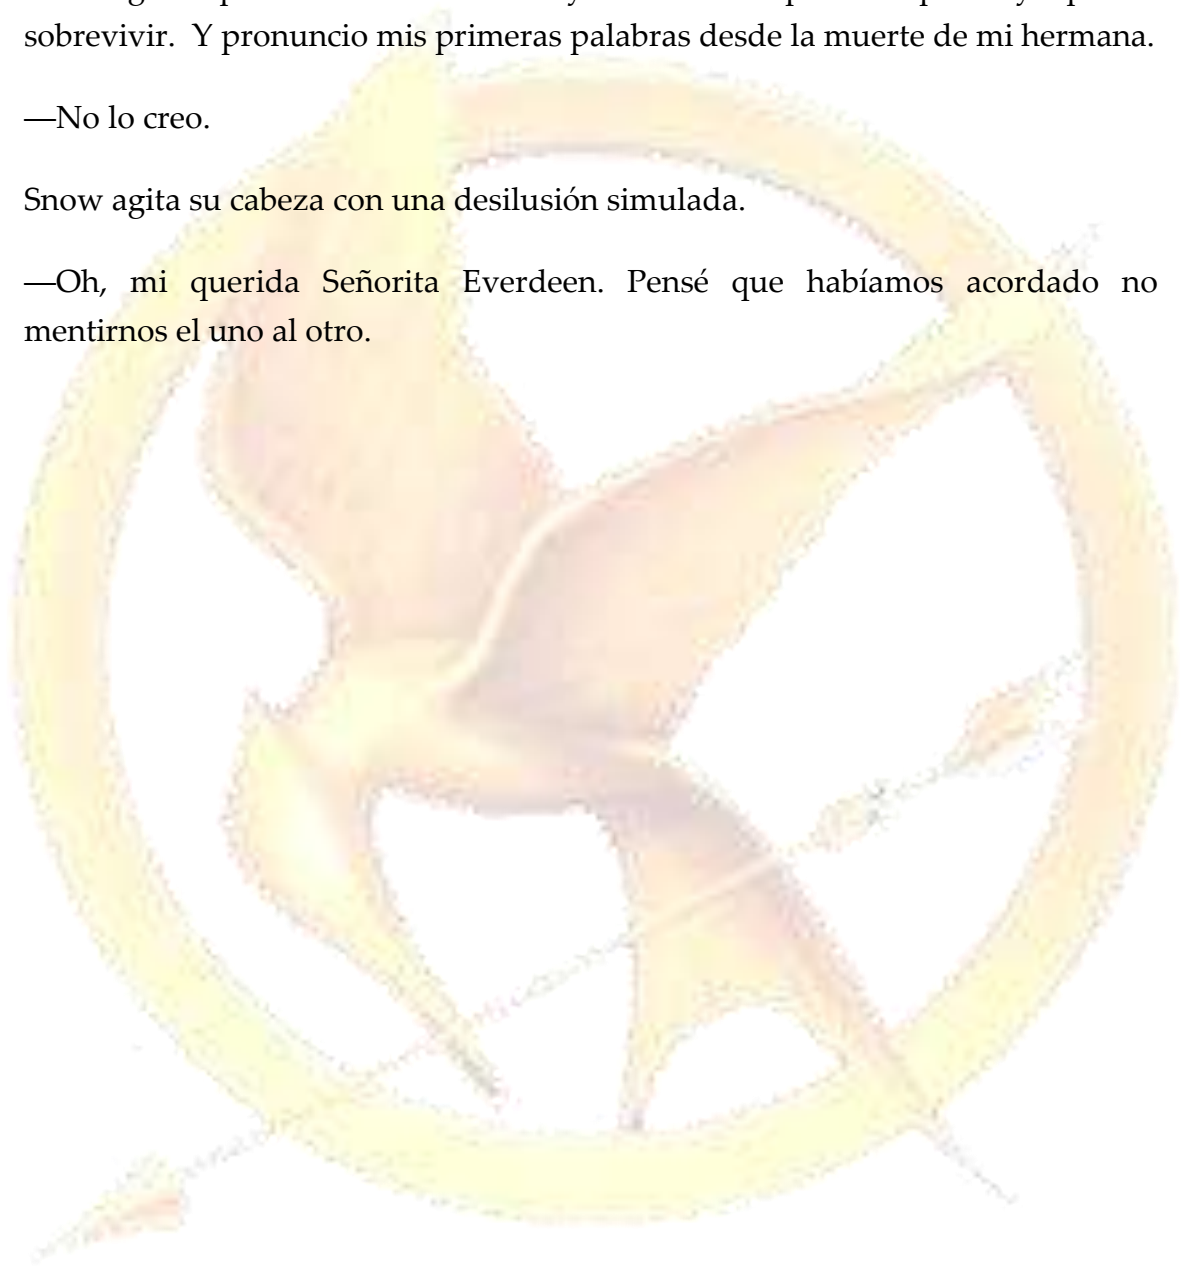 sobrevivir. Y pronuncio mis primeras palabras desde la muerte de mi hermana.
—No lo creo.
Snow agita su cabeza con una desilusión simulada.
—Oh, mi querida Señorita Everdeen. Pensé que habíamos acordado no
mentirnos el uno al otro.